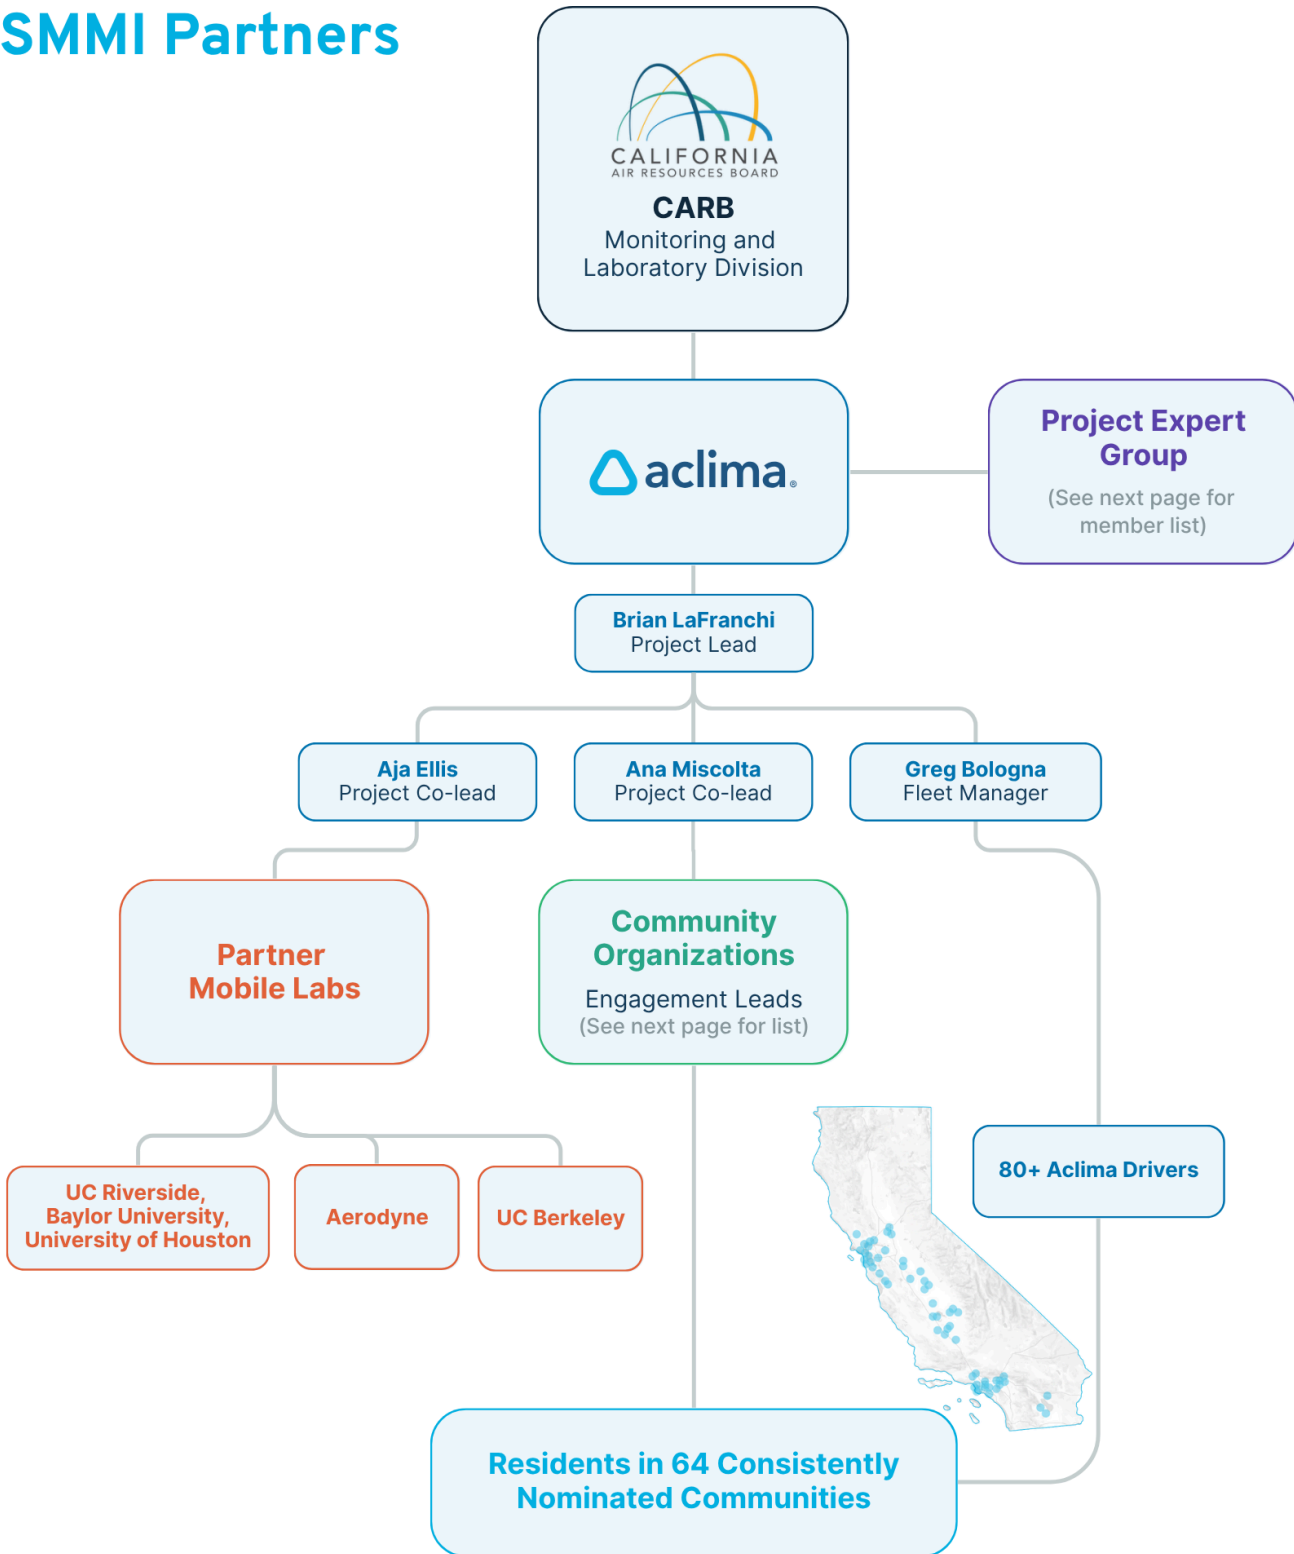 SMMI Partners
CALIFORNIA
AIR RESOURCES BOARD
CARB
Monitoring and
Laboratory Division
aclima®
Project Expert
Group
(See next page for
member list)
Brian LaFranchi
Project Lead
Aja Ellis
Project Co-lead
Ana Miscolta
Project Co-lead
Greg Bologna
Fleet Manager
Partner
Mobile Labs
Community
Organizations
Engagement Leads
(See next page for list)
UC Riverside,
Baylor University,
University of Houston
Aerodyne
UC Berkeley
80+ Aclima Drivers
Residents in 64 Consistently
Nominated Communities